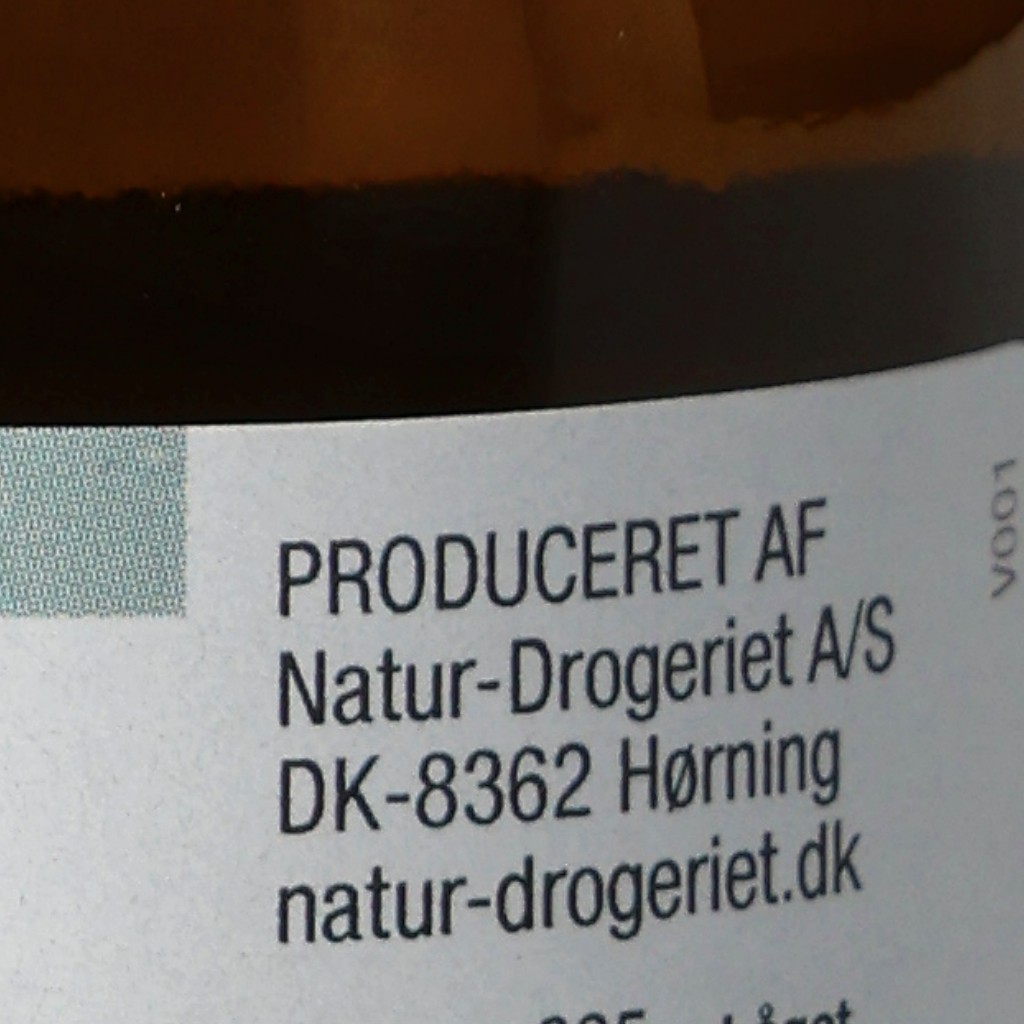 PRODUCERET AF
Natur-Drogeriet A/S
DK-8362 Hørning
natur-drogeriet.dk
V001